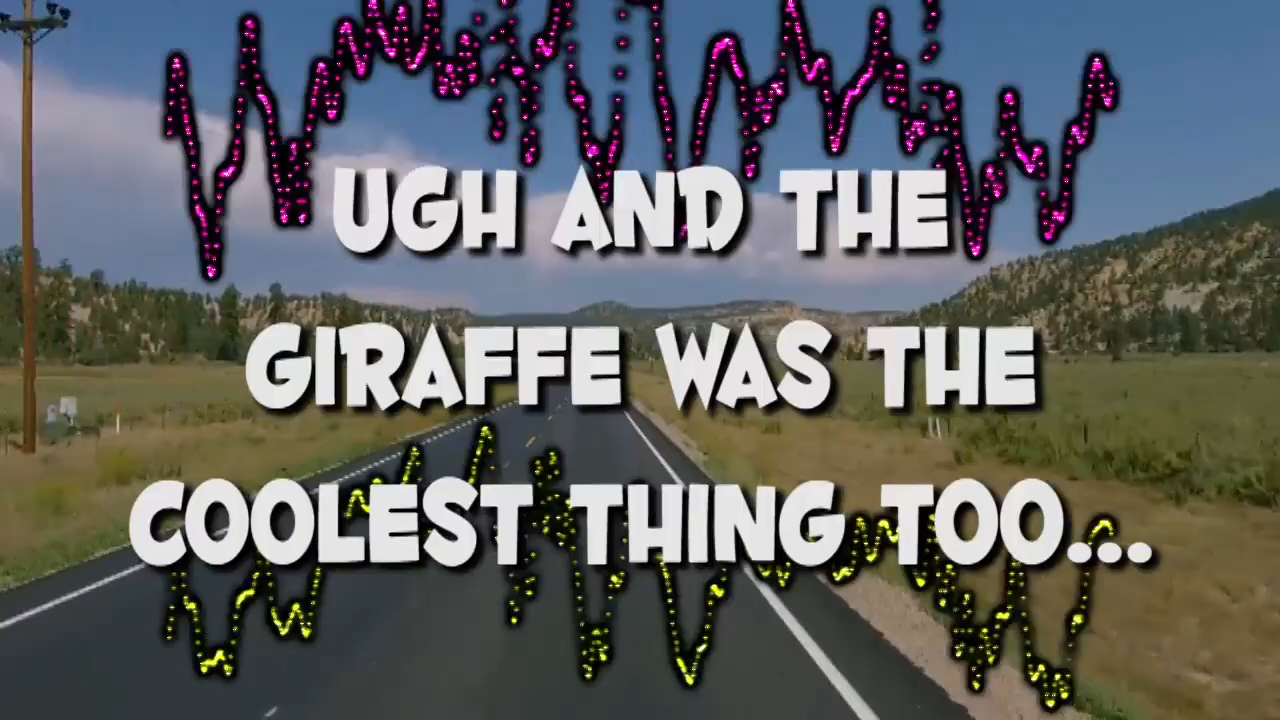 UGH AND THE
GIRAFFE WAS THE
COOLEST THING TOO...